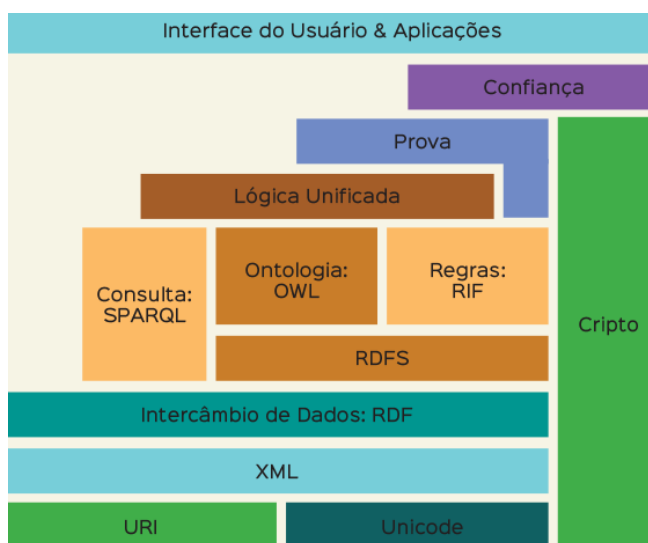 Interface do Usuário & Aplicações
Confiança
Prova
Lógica Unificada
Consulta:
SPARQL
Ontologia:
OWL
Regras:
RIF
Cripto
RDFS
Intercâmbio de Dados: RDF
XML
URI
Unicode